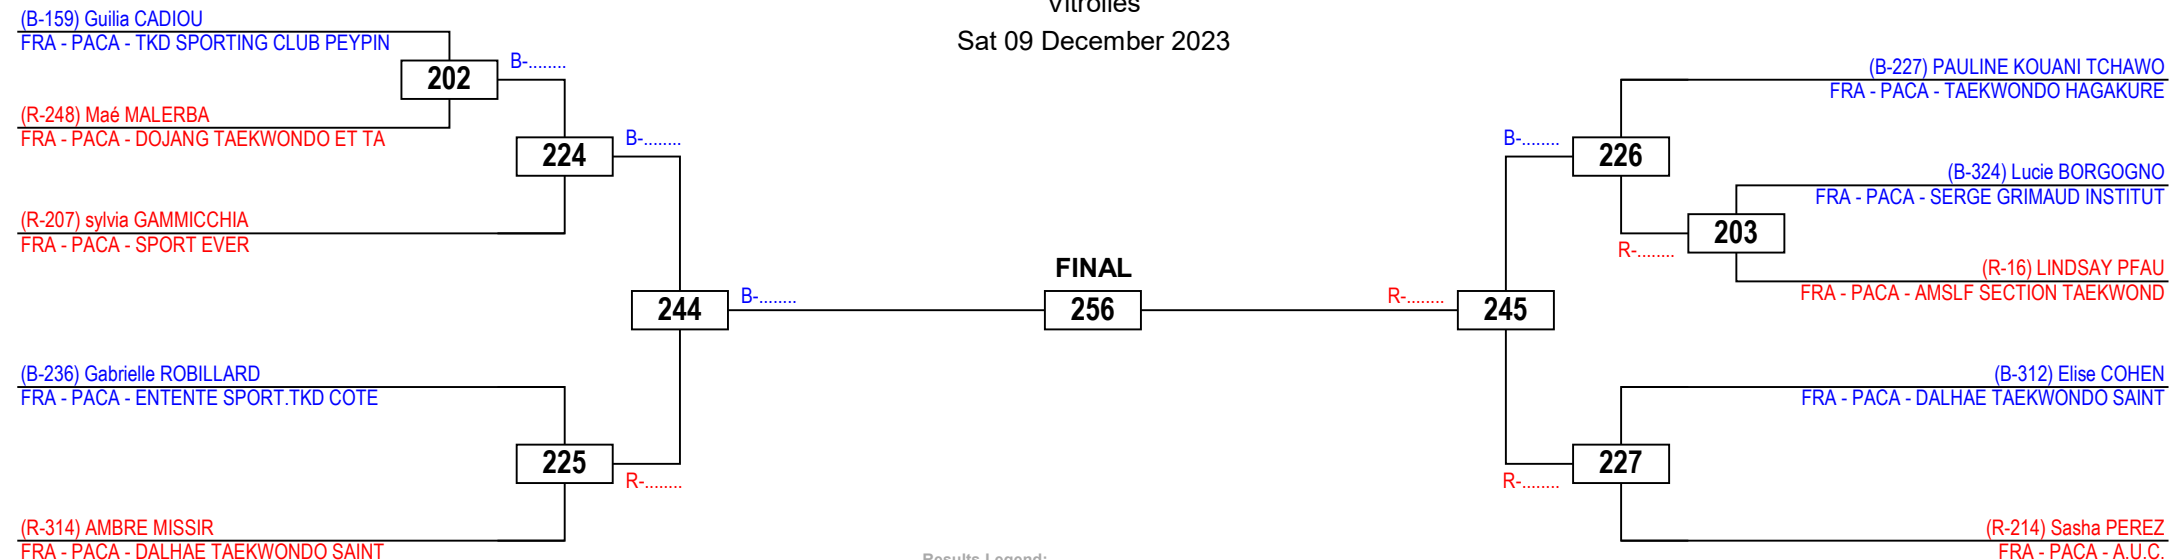 Vitrolles
Sat 09 December 2023
(B-159) Guilia CADIOU
FRA - PACA - TKD SPORTING CLUB PEYPIN
202
B-........
(R-248) Maé MALERBA
FRA - PACA - DOJANG TAEKWONDO ET TA
224
B-........
(R-207) sylvia GAMMICCHIA
FRA - PACA - SPORT EVER
244
B-........
(B-236) Gabrielle ROBILLARD
FRA - PACA - ENTENTE SPORT.TKD COTE
225
R-........
(R-314) AMBRE MISSIR
FRA - PACA - DALHAE TAEKWONDO SAINT
FINAL
256
(B-227) PAULINE KOUANI TCHAWO
FRA - PACA - TAEKWONDO HAGAKURE
B-........
226
(B-324) Lucie BORGOGNO
FRA - PACA - SERGE GRIMAUD INSTITUT
203
R-........
(R-16) LINDSAY PFAU
FRA - PACA - AMSLF SECTION TAEKWOND
R-........
245
(B-312) Elise COHEN
FRA - PACA - DALHAE TAEKWONDO SAINT
227
R-........
(R-214) Sasha PEREZ
FRA - PACA - A.U.C.
Results Legend: